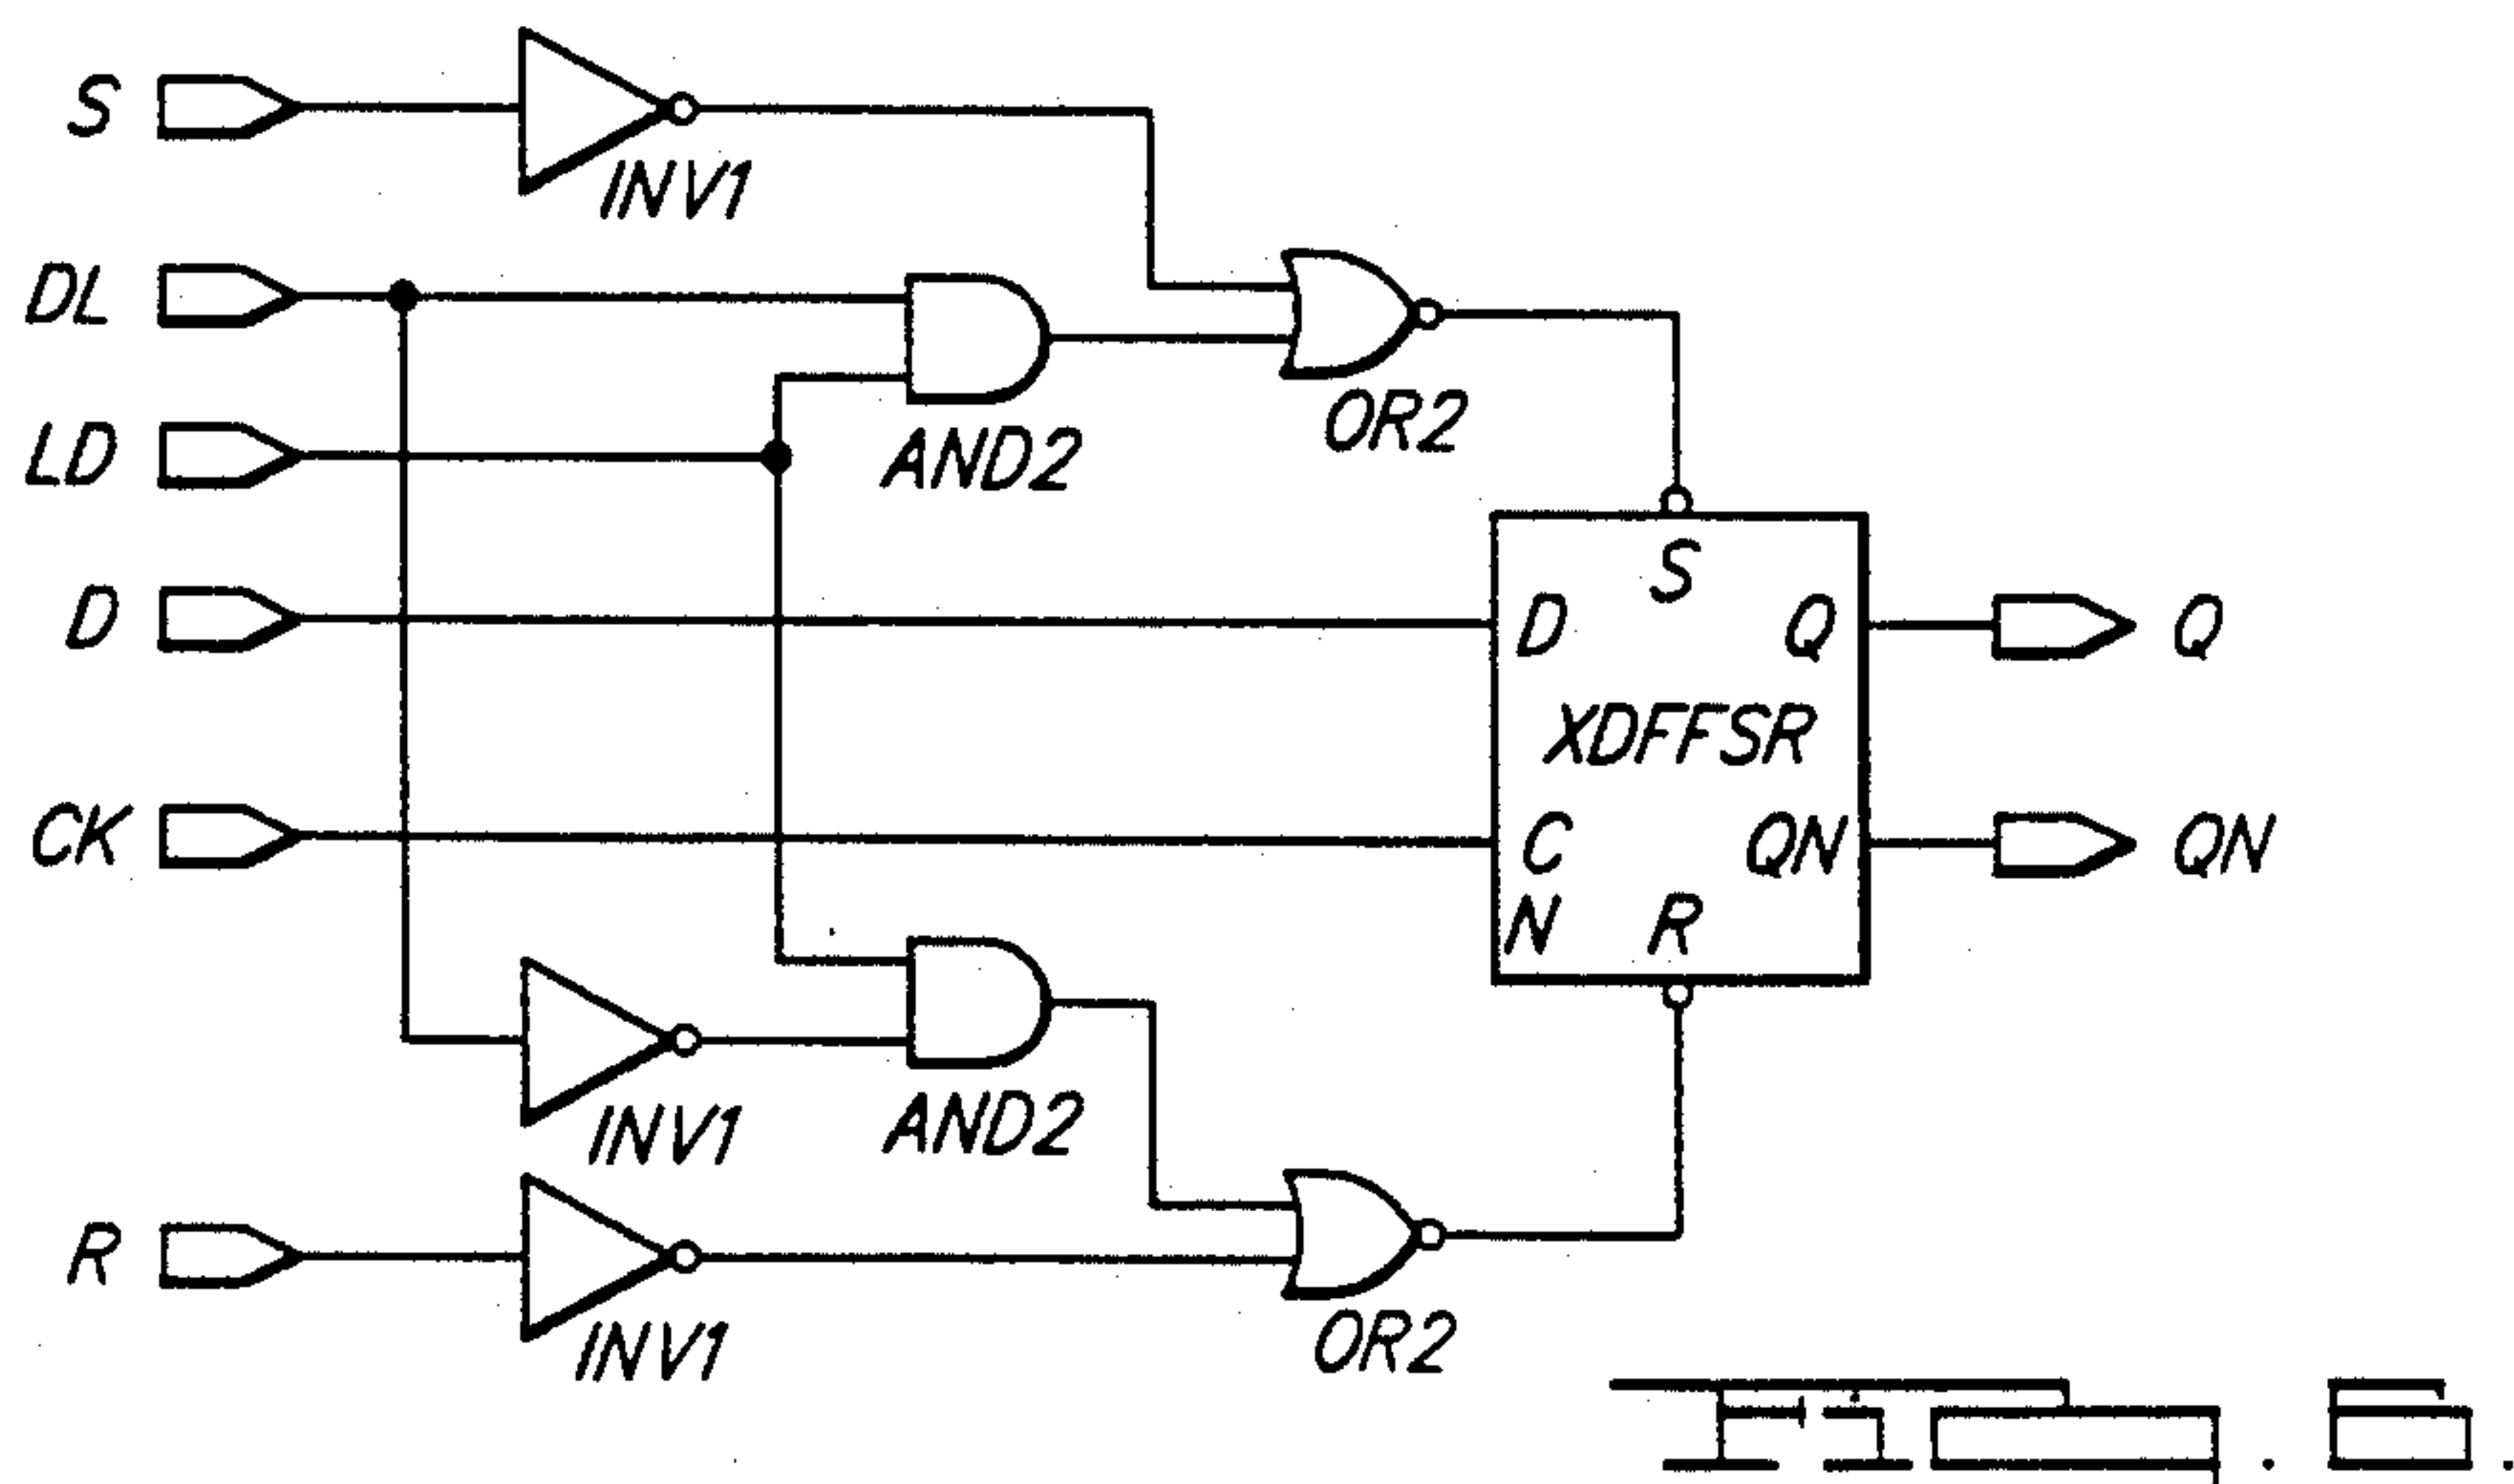 S
INV1
DL
LD
AND2
OR2
D
S
D
Q
Q
XDFFSR
CK
C
QN
QN
N
R
INV1
AND2
R
INV1
OR2